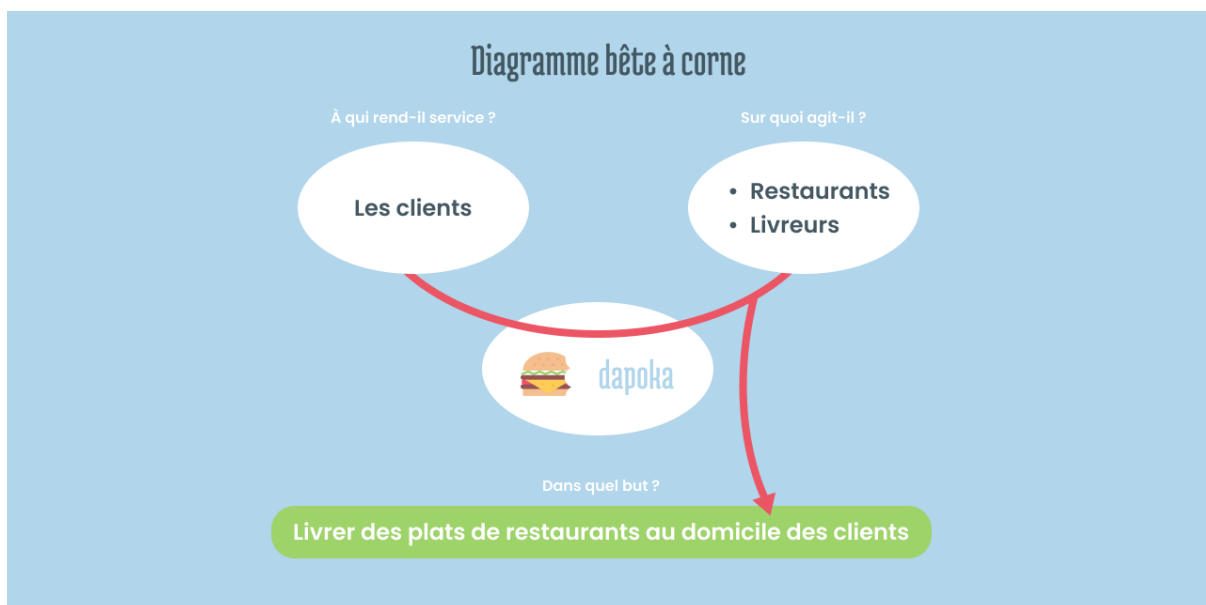 Diagramme bête à corne
À qui rend-il service ?
Sur quoi agit-il ?
Les clients
• Restaurants
• Livreurs
dapoka
Dans quel but ?
Livrer des plats de restaurants au domicile des clients